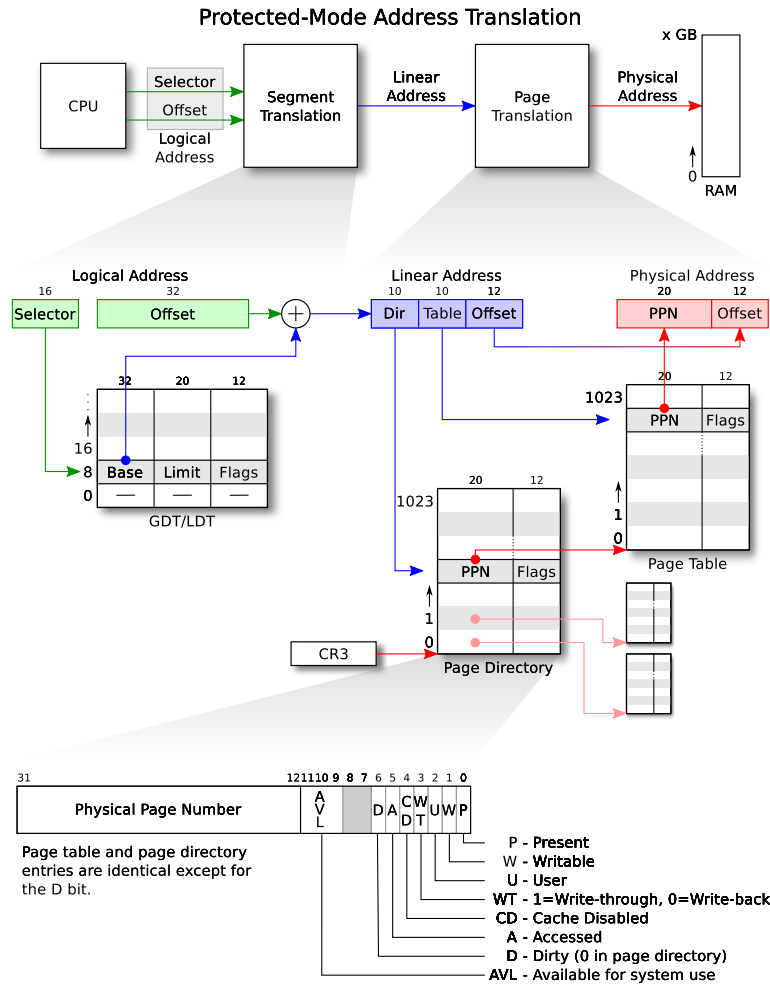 Protected-Mode Address Translation
x GB
CPU
Selector
Offset
Logical
Address
Segment
Translation
Linear
Address
Page
Translation
Physical
Address
0
RAM
Logical Address
16
32
Selector
Offset
+
Linear Address
10 10 12
Dir Table Offset
Physical Address
20 12
PPN Offset
32 20 12
16
8 Base Limit Flags
0 — — —
GDT/LDT
20 12
1023
PPN Flags
1
0
Page Table
20 12
1023
PPN Flags
1
0
CR3
Page Directory
31 12 11 10 9 8 7 6 5 4 3 2 1 0
Physical Page Number AVL D A CD WT U W P
Page table and page directory
entries are identical except for
the D bit.
P - Present
W - Writable
U - User
WT - 1=Write-through, 0=Write-back
CD - Cache Disabled
A - Accessed
D - Dirty (0 in page directory)
AVL - Available for system use